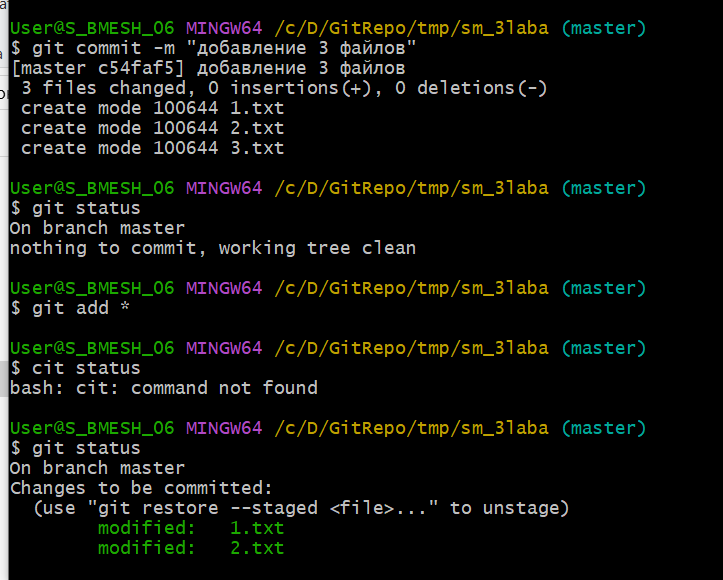 User@S_BMESH_06 MINGW64 /c/D/GitRepo/tmp/sm_3laba (master)
$ git commit -m "добавление 3 файлов"
[master c54faf5] добавление 3 файлов
 3 files changed, 0 insertions(+), 0 deletions(-)
 create mode 100644 1.txt
 create mode 100644 2.txt
 create mode 100644 3.txt

User@S_BMESH_06 MINGW64 /c/D/GitRepo/tmp/sm_3laba (master)
$ git status
On branch master
nothing to commit, working tree clean

User@S_BMESH_06 MINGW64 /c/D/GitRepo/tmp/sm_3laba (master)
$ git add *

User@S_BMESH_06 MINGW64 /c/D/GitRepo/tmp/sm_3laba (master)
$ cit status
bash: cit: command not found

User@S_BMESH_06 MINGW64 /c/D/GitRepo/tmp/sm_3laba (master)
$ git status
On branch master
Changes to be committed:
  (use "git restore --staged <file>..." to unstage)
        modified:   1.txt
        modified:   2.txt